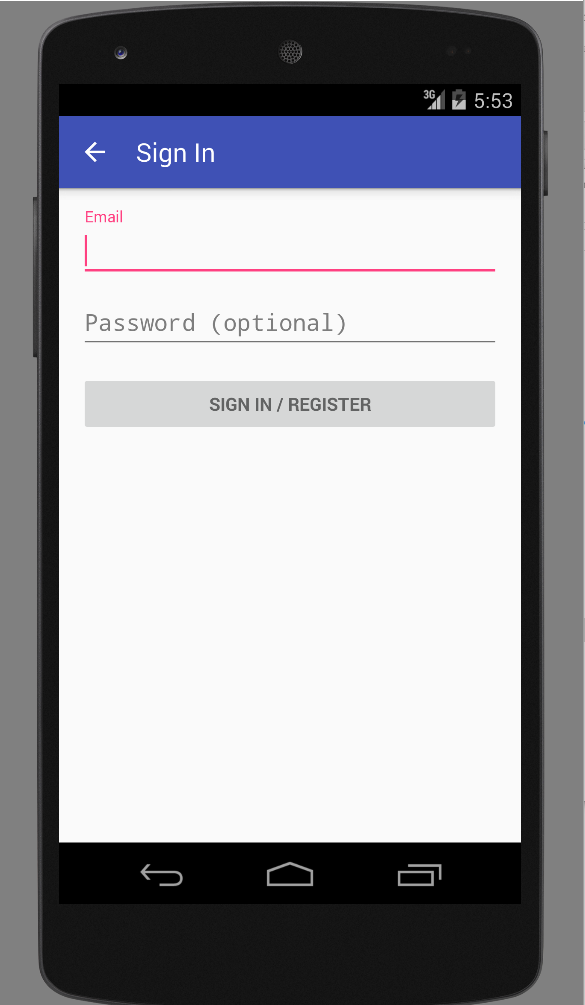 3G 5:53
Sign In
Email
Password (optional)
SIGN IN / REGISTER